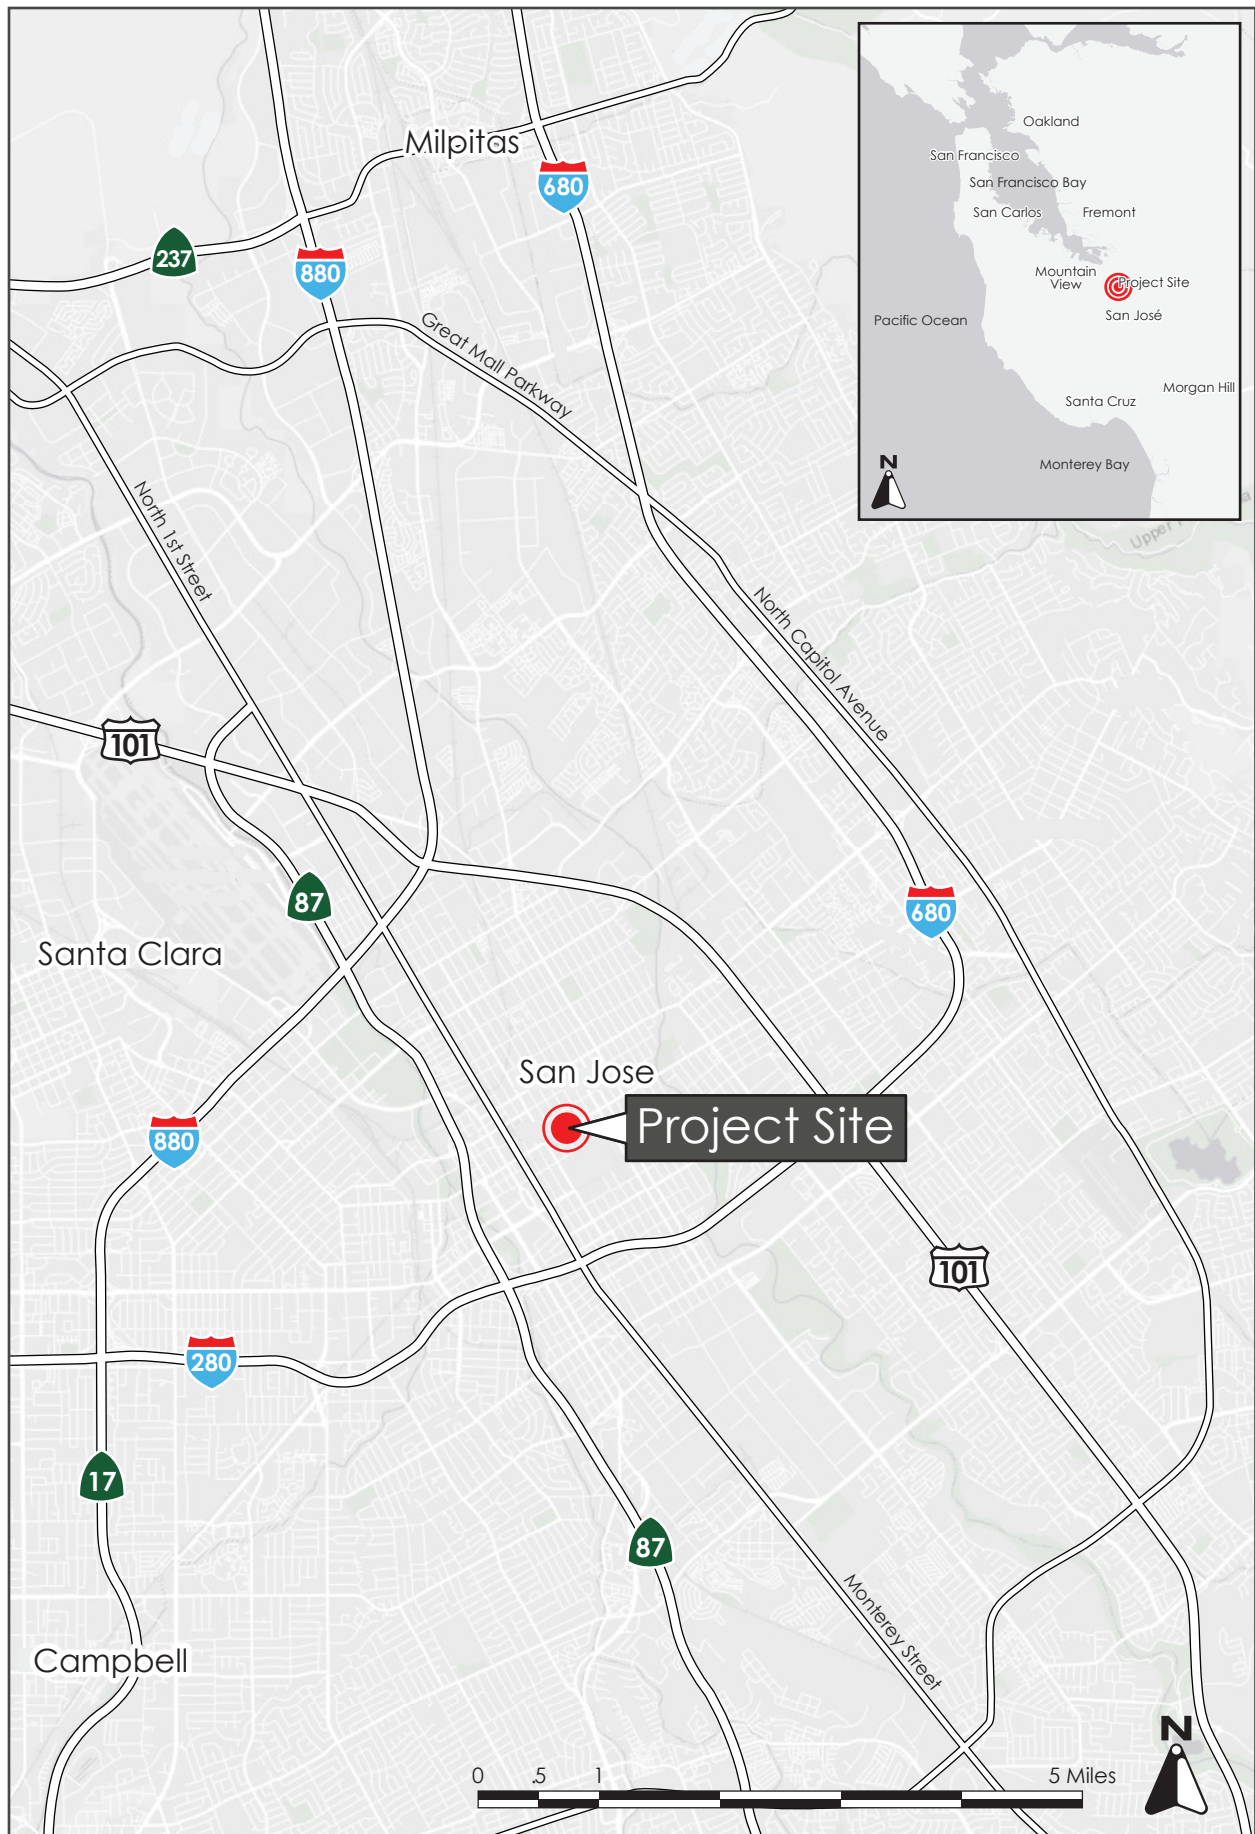 Oakland
San Francisco
San Francisco Bay
San Carlos
Fremont
Mountain
View
Project Site
San José
Pacific Ocean
Morgan Hill
Santa Cruz
Monterey Bay
N
Milpitas
680
237
880
Great Mall Parkway
North 1st Street
Upper
North Capitol Avenue
101
87
680
Santa Clara
San Jose
Project Site
880
101
280
17
87
Monterey Street
Campbell
N
0 .5 1 5 Miles